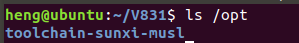 heng@ubuntu:~/V831$ ls /opt
toolchain-sunxi-musl